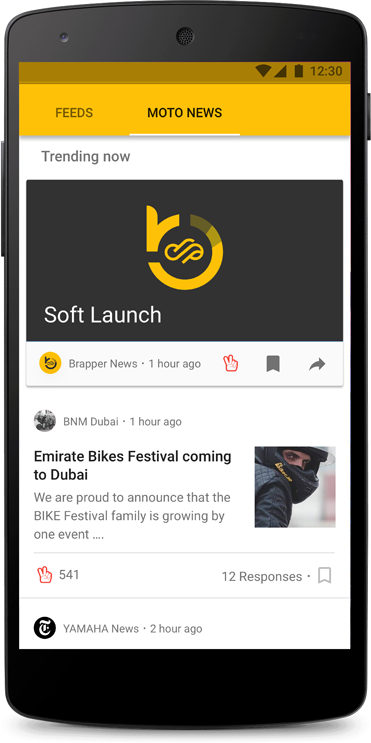 12:30
FEEDS
MOTO NEWS
Trending now
Soft Launch
Brapper News · 1 hour ago
BNM Dubai · 1 hour ago
Emirate Bikes Festival coming
to Dubai
We are proud to announce that the
BIKE Festival family is growing by
one event ....
541
12 Responses ·
YAMAHA News · 2 hour ago